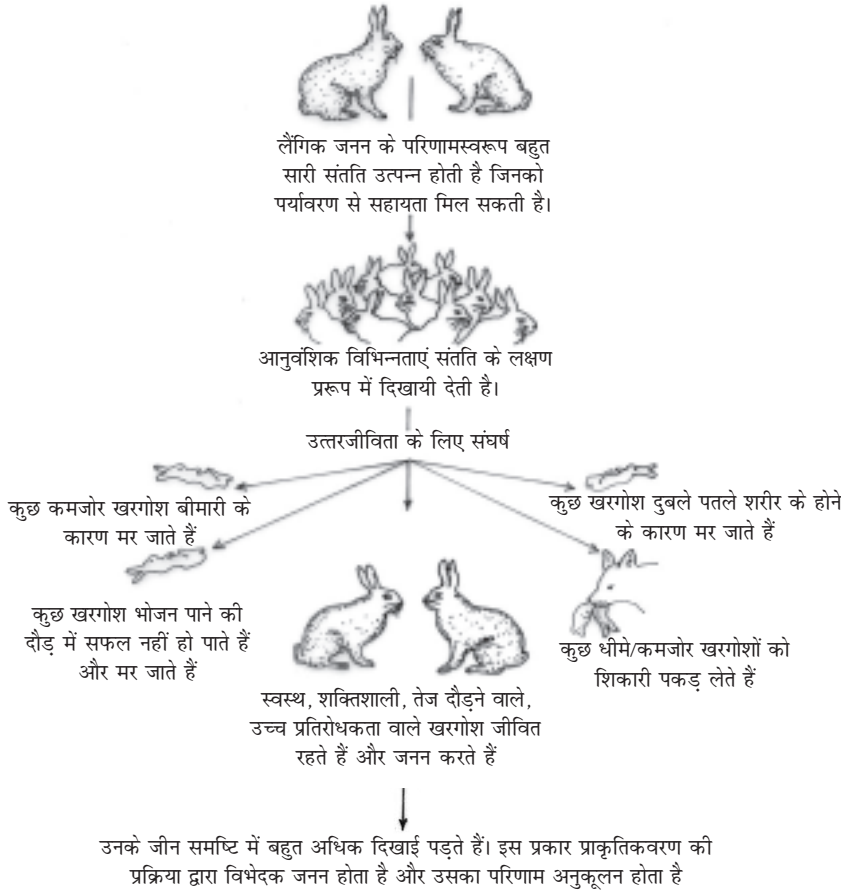 लैंगिक जनन के परिणामस्वरूप बहुत
सारी संतति उत्पन्न होती है जिनको
पर्यावरण से सहायता मिल सकती है।
आनुवंशिक विभिन्नताएं संतति के लक्षण
प्ररूप में दिखायी देती है।
उत्तरजीविता के लिए संघर्ष
कुछ कमजोर खरगोश बीमारी के
कारण मर जाते हैं
कुछ खरगोश दुबले पतले शरीर के होने
के कारण मर जाते हैं
कुछ खरगोश भोजन पाने की
दौड़ में सफल नहीं हो पाते हैं
और मर जाते हैं
कुछ धीमे/कमजोर खरगोशों को
शिकारी पकड़ लेते हैं
स्वस्थ, शक्तिशाली, तेज दौड़ने वाले,
उच्च प्रतिरोधकता वाले खरगोश जीवित
रहते हैं और जनन करते हैं
उनके जीन समष्टि में बहुत अधिक दिखाई पड़ते हैं। इस प्रकार प्राकृतिकवरण की
प्रक्रिया द्वारा विभेदक जनन होता है और उसका परिणाम अनुकूलन होता है